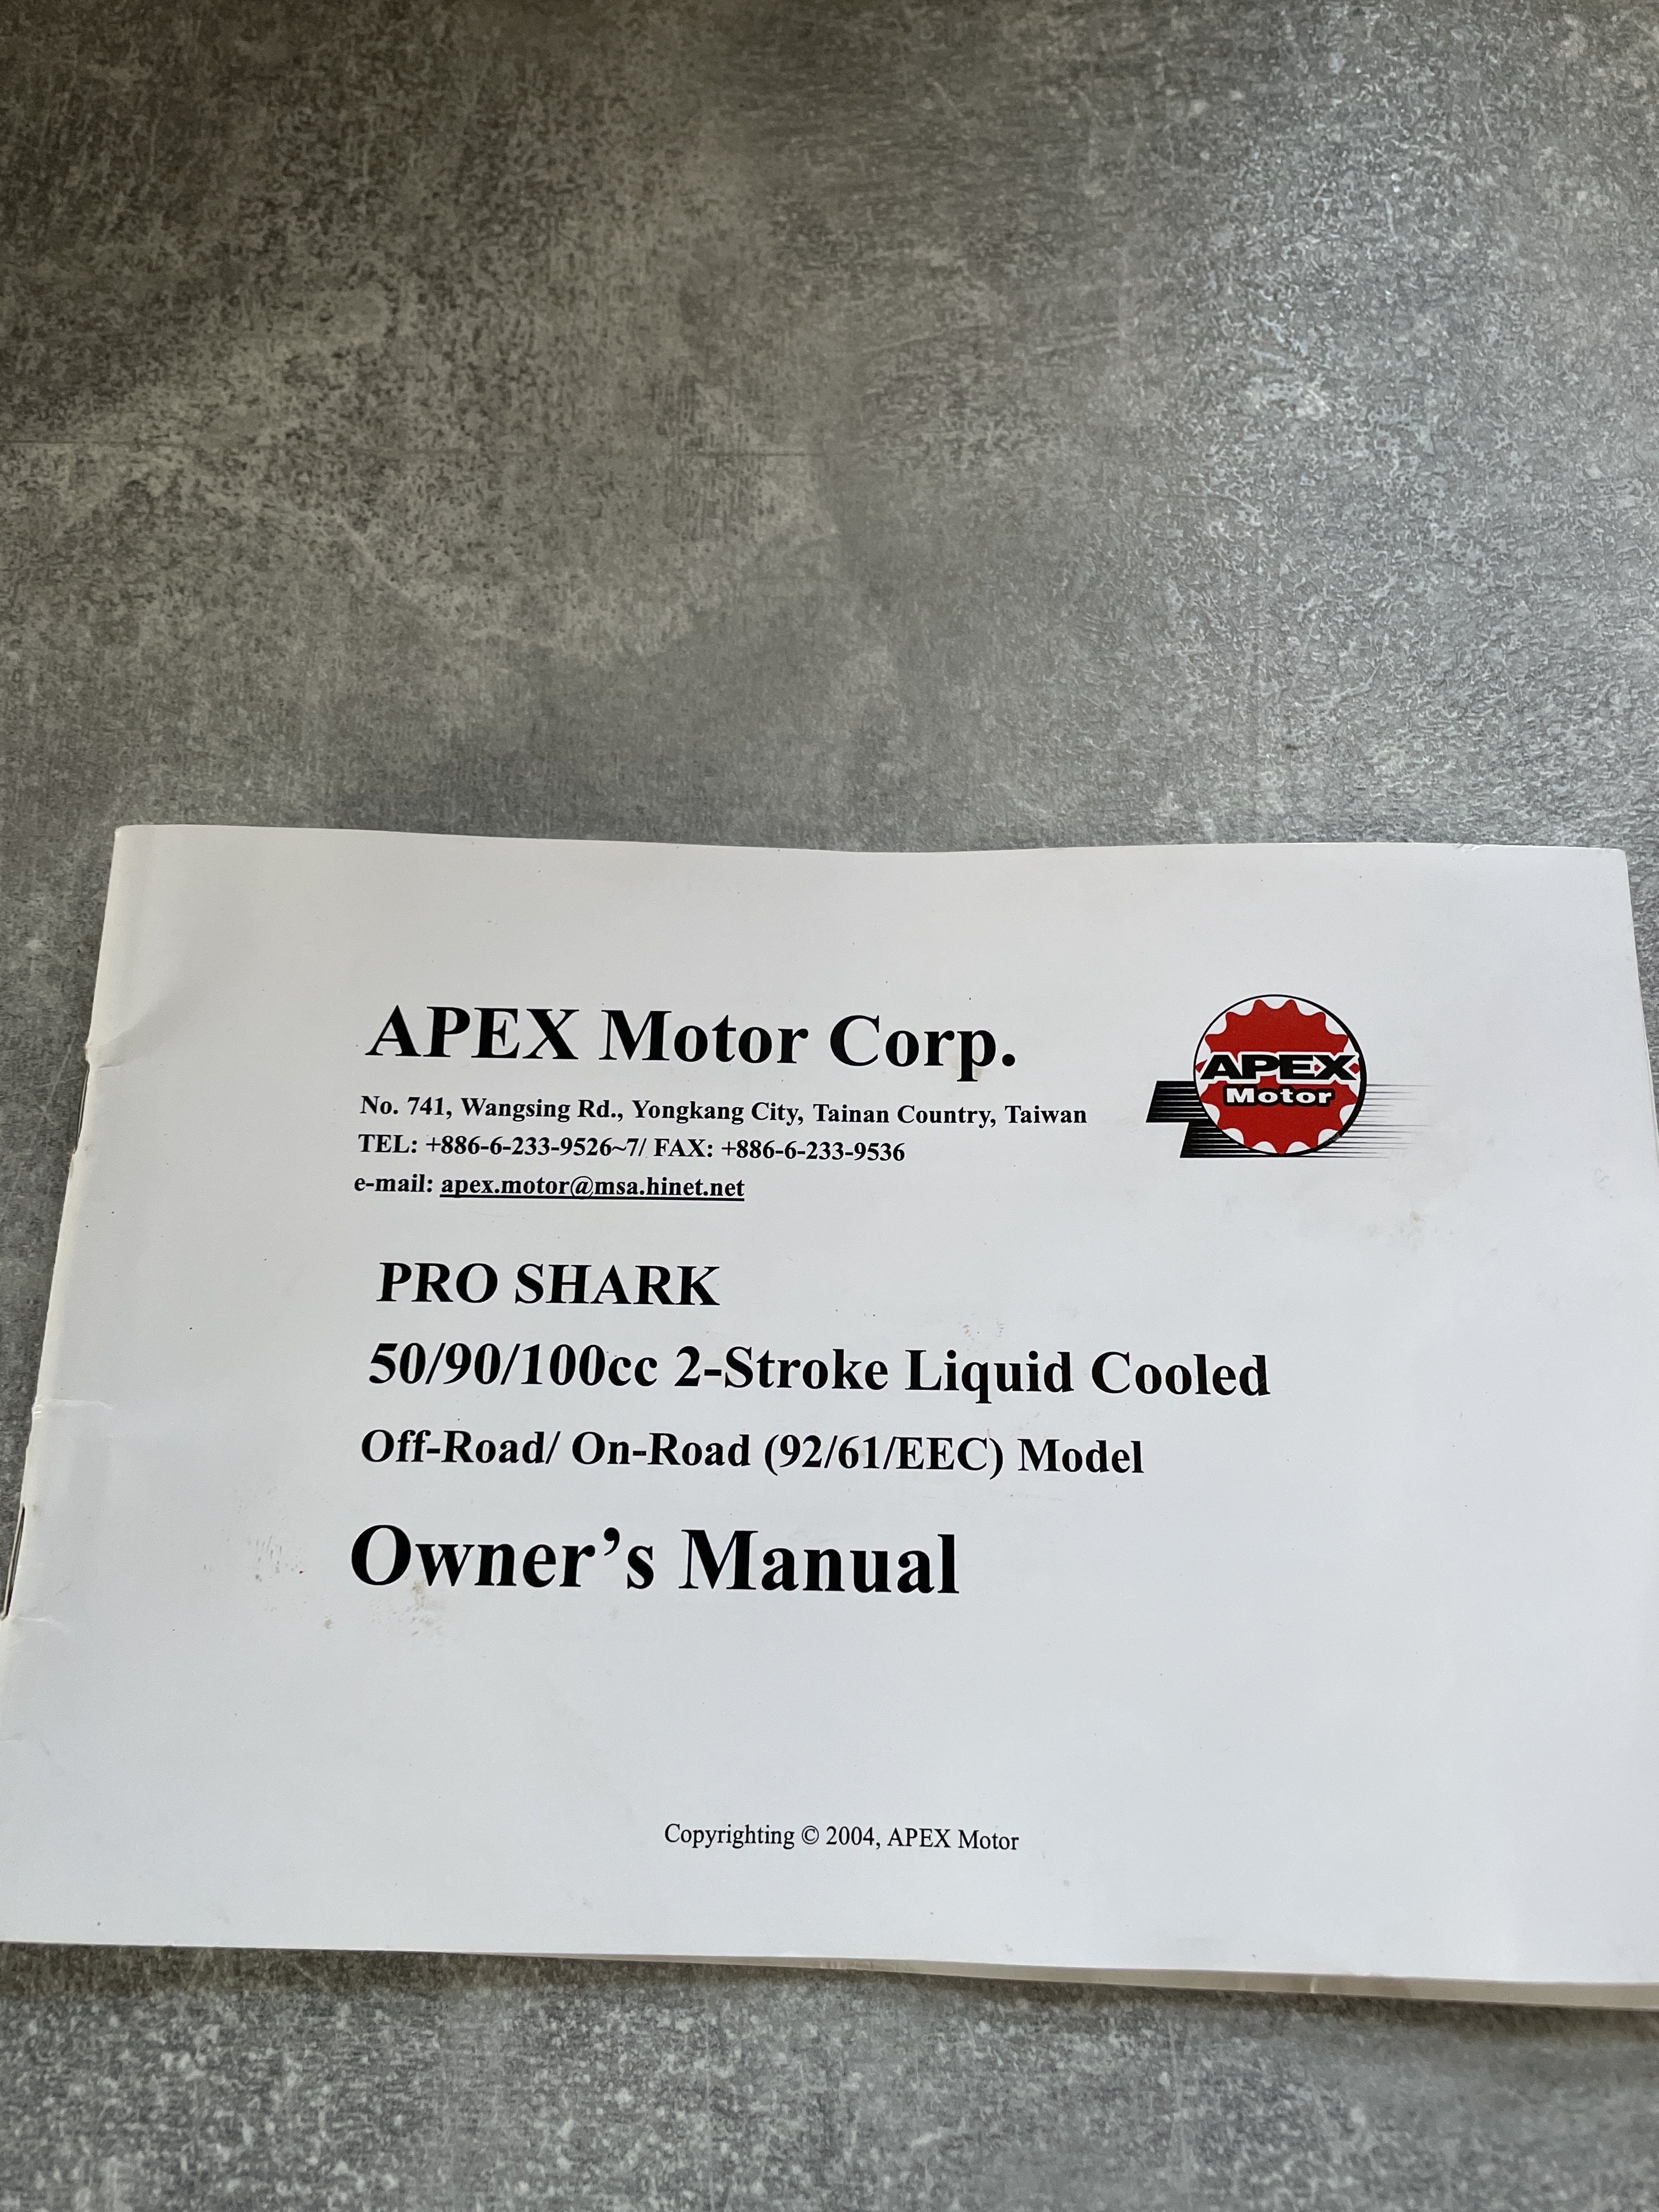 APEX Motor Corp.
APEX
Motor
No. 741, Wangsing Rd., Yongkang City, Tainan Country, Taiwan
TEL: +886-6-233-9526~7/ FAX: +886-6-233-9536
e-mail: apex.motor@msa.hinet.net
PRO SHARK
50/90/100cc 2-Stroke Liquid Cooled
Off-Road/ On-Road (92/61/EEC) Model
Owner’s Manual
Copyrighting © 2004, APEX Motor